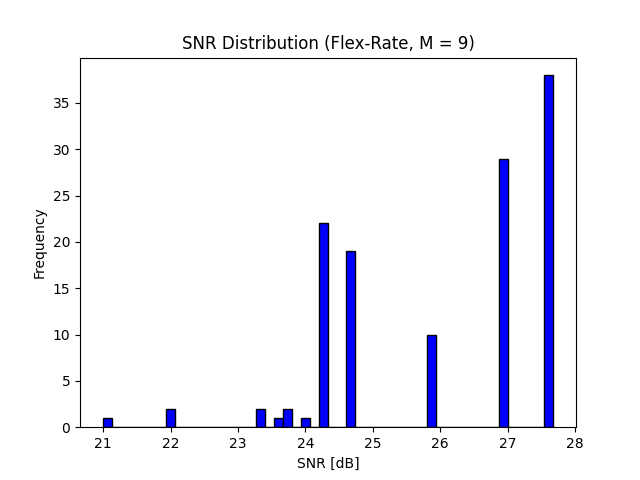 SNR Distribution (Flex-Rate, M = 9)
Frequency
35
30
25
20
15
10
5
0
21 22 23 24 25 26 27 28
SNR [dB]